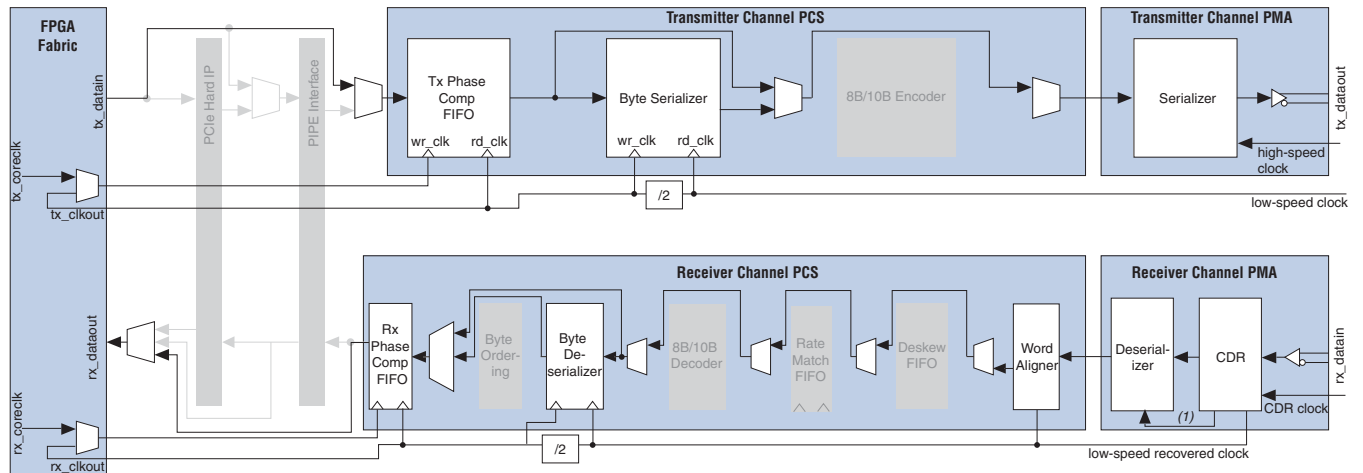 FPGA
Fabric
Transmitter Channel PCS
Transmitter Channel PMA
tx_datain
PCIe Hard IP
PIPE Interface
Tx Phase
Comp
FIFO
wr_clk
rd_clk
Byte Serializer
wr_clk
rd_clk
8B/10B Encoder
Serializer
tx_dataout
high-speed
clock
tx_coreclk
tx_clkout
/2
low-speed clock
Receiver Channel PCS
Receiver Channel PMA
rx_dataout
Rx
Phase
Comp
FIFO
Byte
Order-
ing
Byte
De-
serializer
8B/10B
Decoder
Rate
Match
FIFO
Deskew
FIFO
Word
Aligner
Deserial-
izer
CDR
rx_datain
CDR clock
(1)
rx_coreclk
rx_clkout
/2
low-speed recovered clock